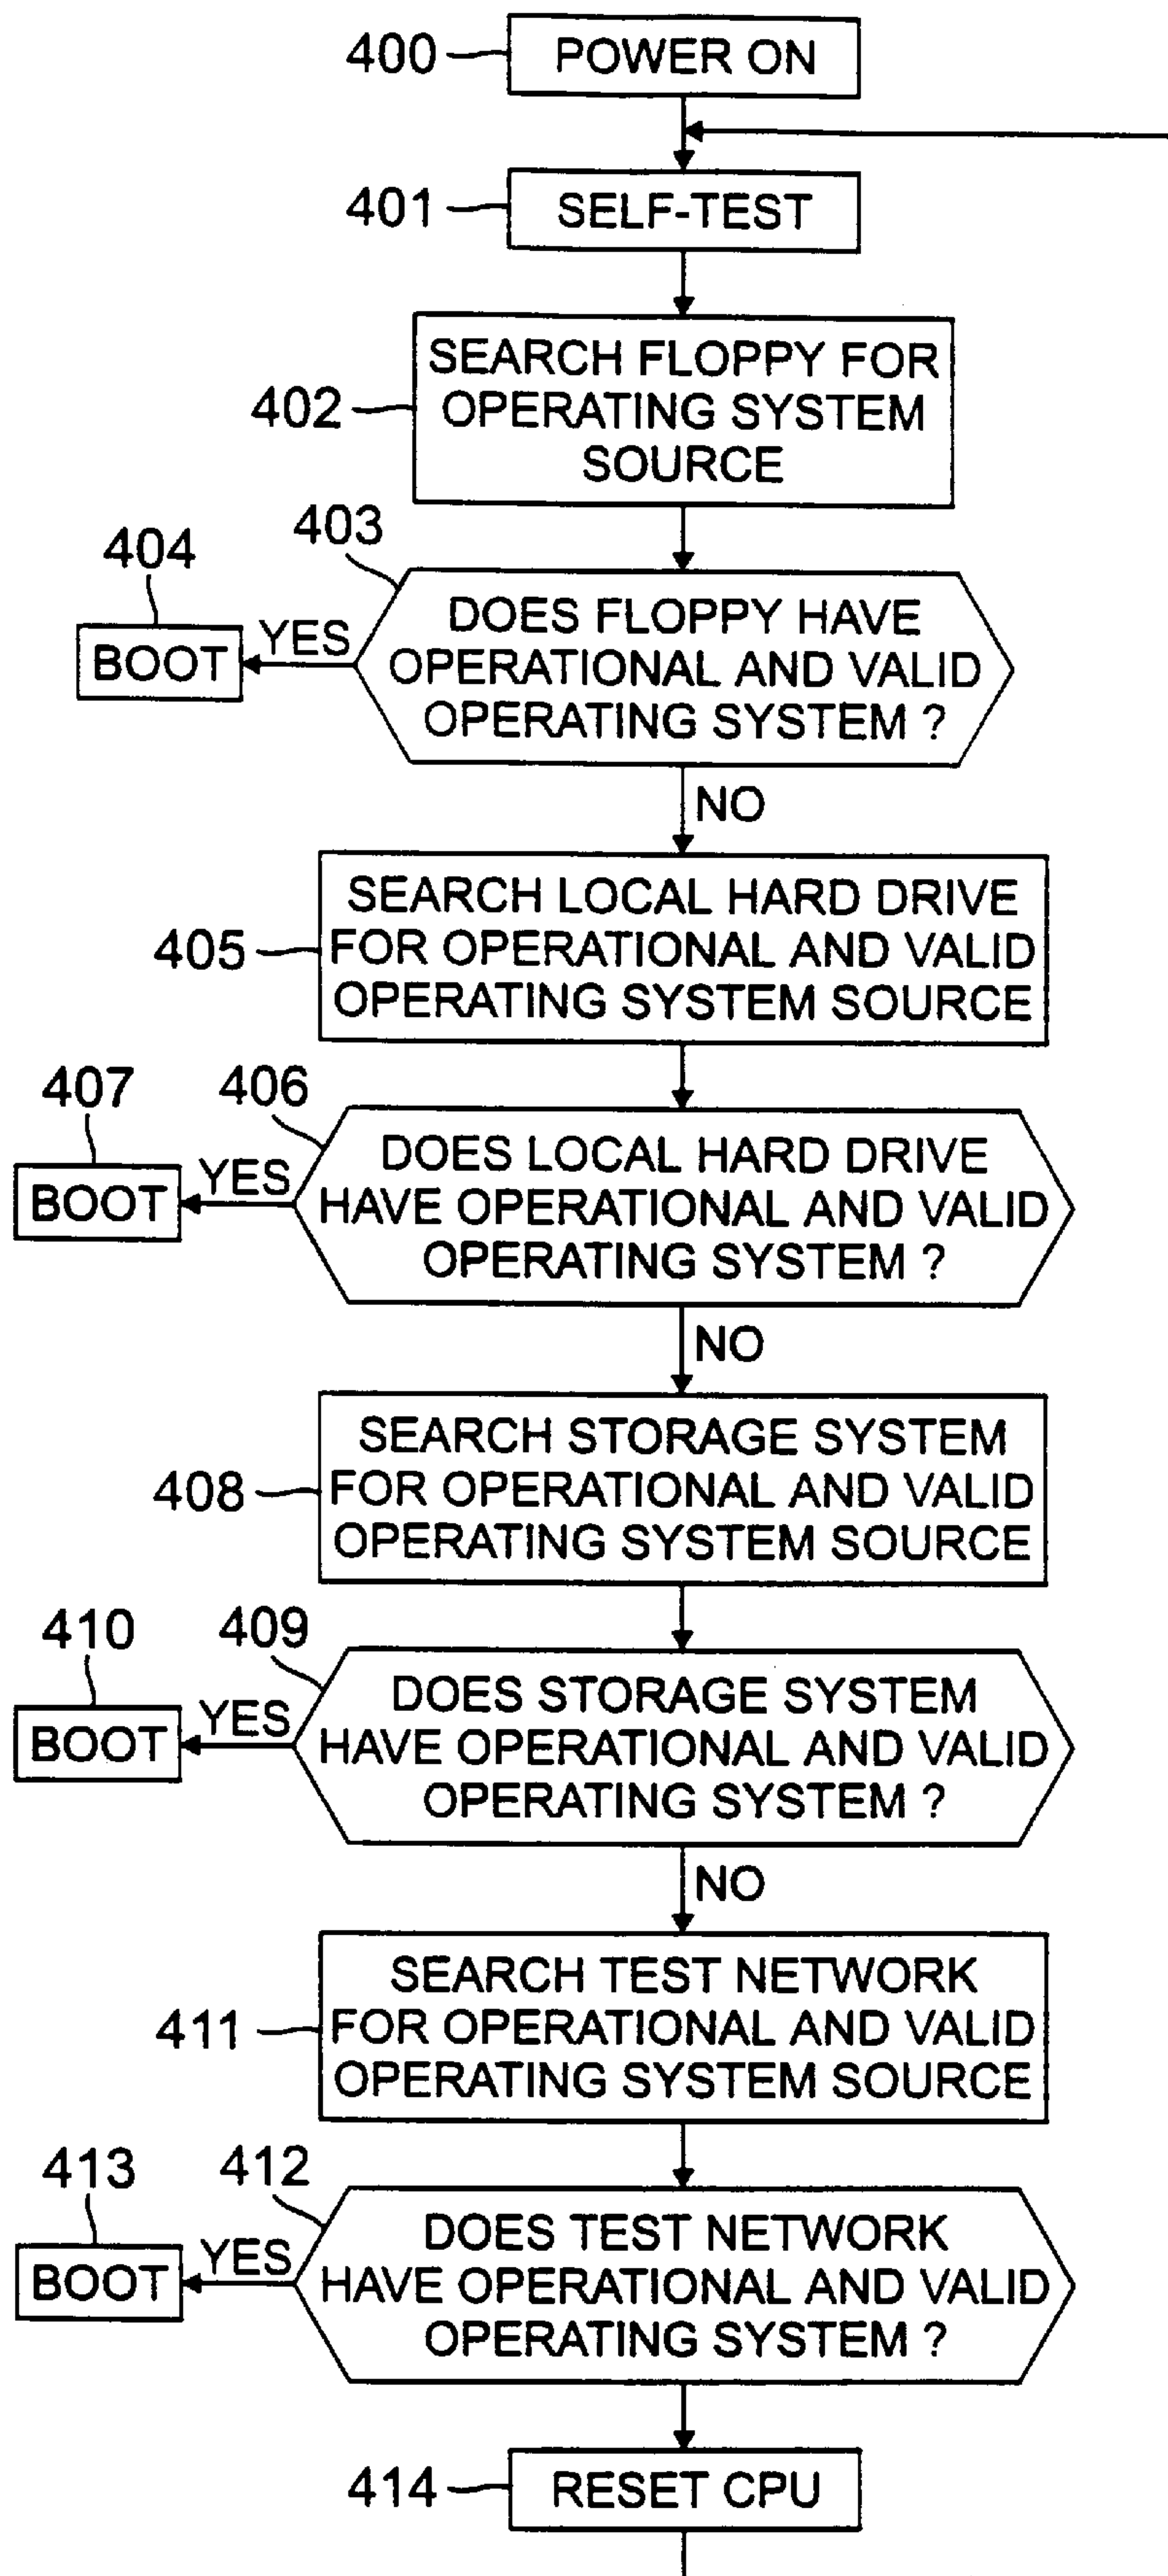 400
POWER ON
401
SELF-TEST
402
SEARCH FLOPPY FOR
OPERATING SYSTEM
SOURCE
403
404
BOOT
YES
DOES FLOPPY HAVE
OPERATIONAL AND VALID
OPERATING SYSTEM ?
NO
405
SEARCH LOCAL HARD DRIVE
FOR OPERATIONAL AND VALID
OPERATING SYSTEM SOURCE
407
406
BOOT
YES
DOES LOCAL HARD DRIVE
HAVE OPERATIONAL AND VALID
OPERATING SYSTEM ?
NO
408
SEARCH STORAGE SYSTEM
FOR OPERATIONAL AND VALID
OPERATING SYSTEM SOURCE
410
409
BOOT
YES
DOES STORAGE SYSTEM
HAVE OPERATIONAL AND VALID
OPERATING SYSTEM ?
NO
411
SEARCH TEST NETWORK
FOR OPERATIONAL AND VALID
OPERATING SYSTEM SOURCE
413
412
BOOT
YES
DOES TEST NETWORK
HAVE OPERATIONAL AND VALID
OPERATING SYSTEM ?
414
RESET CPU